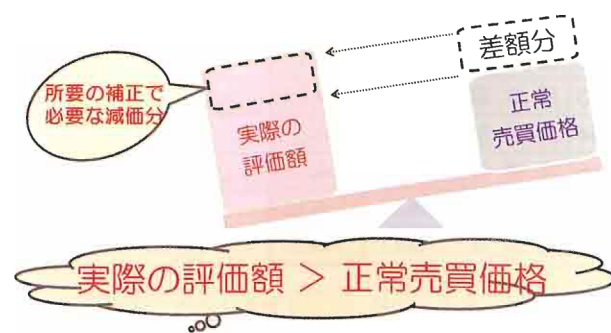 差額分
所要の補正で
必要な減価分
実際の
評価額
正常
売買価格
実際の評価額 > 正常売買価格